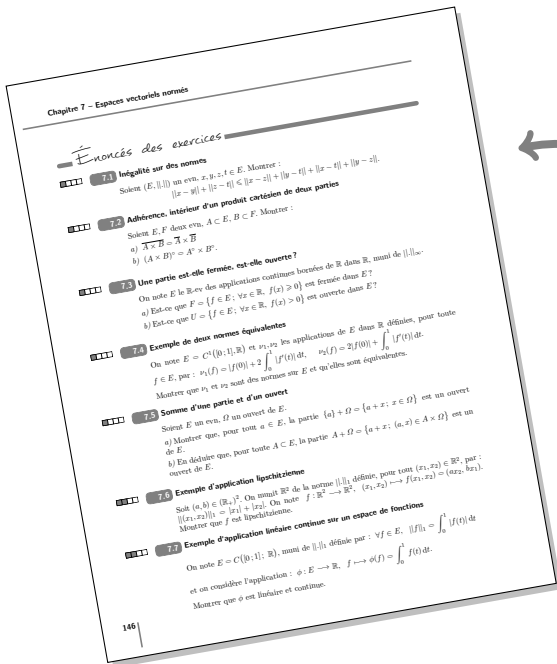 Chapitre 7 – Espaces vectoriels normés
Énoncés des exercices
7.1 Inégalité sur des normes
Soient (E, ||.||) un evn, x, y, z, t ∈ E. Montrer :
||x − y|| + ||z − t|| ⩽ ||x − z|| + ||y − t|| + ||x − t|| + ||y − z||.
7.2 Adhérence, intérieur d'un produit cartésien de deux parties
Soient E, F deux evn, A ⊂ E, B ⊂ F. Montrer :
a) \overline{A × B} = \overline{A} × \overline{B}
b) (A × B)° = A° × B°.
7.3 Une partie est-elle fermée, est-elle ouverte ?
On note E le ℝ-ev des applications continues bornées de ℝ dans ℝ, muni de ||.||∞.
a) Est-ce que F = {f ∈ E ; ∀x ∈ ℝ, f(x) ⩾ 0} est fermée dans E ?
b) Est-ce que U = {f ∈ E ; ∀x ∈ ℝ, f(x) > 0} est ouverte dans E ?
7.4 Exemple de deux normes équivalentes
On note E = C¹([0 ; 1], ℝ) et ν₁, ν₂ les applications de E dans ℝ définies, pour toute
f ∈ E, par : ν₁(f) = |f(0)| + 2 ∫₀¹ |f′(t)| dt, ν₂(f) = 2|f(0)| + ∫₀¹ |f′(t)| dt.
Montrer que ν₁ et ν₂ sont des normes sur E et qu'elles sont équivalentes.
7.5 Somme d'une partie et d'un ouvert
Soient E un evn, Ω un ouvert de E.
a) Montrer que, pour tout a ∈ E, la partie {a} + Ω = {a + x ; x ∈ Ω} est un ouvert
de E.
b) En déduire que, pour toute A ⊂ E, la partie A + Ω = {a + x ; (a, x) ∈ A × Ω} est un
ouvert de E.
7.6 Exemple d'application lipschitzienne
Soit (a, b) ∈ (ℝ₊)². On munit ℝ² de la norme ||.||₁ définie, pour tout (x₁, x₂) ∈ ℝ², par :
||(x₁, x₂)||₁ = |x₁| + |x₂|. On note f : ℝ² ⟶ ℝ², (x₁, x₂) ⟼ f(x₁, x₂) = (ax₂, bx₁).
Montrer que f est lipschitzienne.
7.7 Exemple d'application linéaire continue sur un espace de fonctions
On note E = C([0 ; 1] ; ℝ), muni de ||.||₁ définie par : ∀f ∈ E, ||f||₁ = ∫₀¹ |f(t)| dt
et on considère l'application : ϕ : E ⟶ ℝ, f ⟼ ϕ(f) = ∫₀¹ f(t) dt.
Montrer que ϕ est linéaire et continue.
146